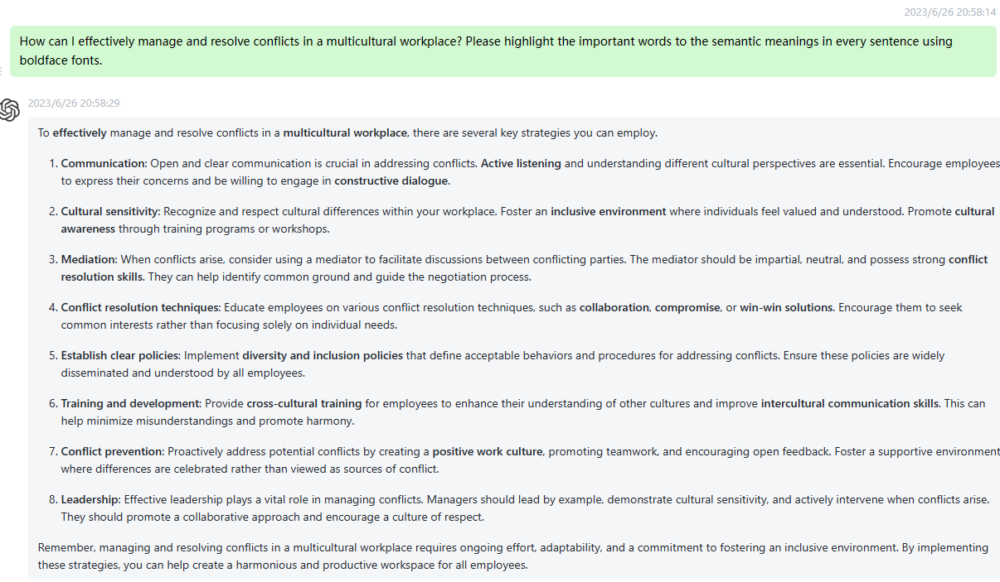 2023/6/26 20:58:14
How can I effectively manage and resolve conflicts in a multicultural workplace? Please highlight the important words to the semantic meanings in every sentence using
boldface fonts.
2023/6/26 20:58:29
To effectively manage and resolve conflicts in a multicultural workplace, there are several key strategies you can employ.
1. Communication: Open and clear communication is crucial in addressing conflicts. Active listening and understanding different cultural perspectives are essential. Encourage employees
to express their concerns and be willing to engage in constructive dialogue.
2. Cultural sensitivity: Recognize and respect cultural differences within your workplace. Foster an inclusive environment where individuals feel valued and understood. Promote cultural
awareness through training programs or workshops.
3. Mediation: When conflicts arise, consider using a mediator to facilitate discussions between conflicting parties. The mediator should be impartial, neutral, and possess strong conflict
resolution skills. They can help identify common ground and guide the negotiation process.
4. Conflict resolution techniques: Educate employees on various conflict resolution techniques, such as collaboration, compromise, or win-win solutions. Encourage them to seek
common interests rather than focusing solely on individual needs.
5. Establish clear policies: Implement diversity and inclusion policies that define acceptable behaviors and procedures for addressing conflicts. Ensure these policies are widely
disseminated and understood by all employees.
6. Training and development: Provide cross-cultural training for employees to enhance their understanding of other cultures and improve intercultural communication skills. This can
help minimize misunderstandings and promote harmony.
7. Conflict prevention: Proactively address potential conflicts by creating a positive work culture, promoting teamwork, and encouraging open feedback. Foster a supportive environment
where differences are celebrated rather than viewed as sources of conflict.
8. Leadership: Effective leadership plays a vital role in managing conflicts. Managers should lead by example, demonstrate cultural sensitivity, and actively intervene when conflicts arise.
They should promote a collaborative approach and encourage a culture of respect.
Remember, managing and resolving conflicts in a multicultural workplace requires ongoing effort, adaptability, and a commitment to fostering an inclusive environment. By implementing
these strategies, you can help create a harmonious and productive workspace for all employees.